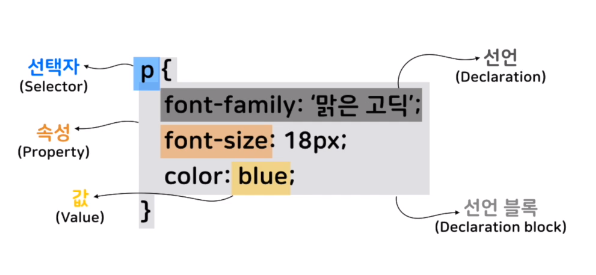 선택자
(Selector)
속성
(Property)
값
(Value)
p{
font-family: ‘맑은 고딕’;
font-size: 18px;
color: blue;
}
선언
(Declaration)
선언 블록
(Declaration block)